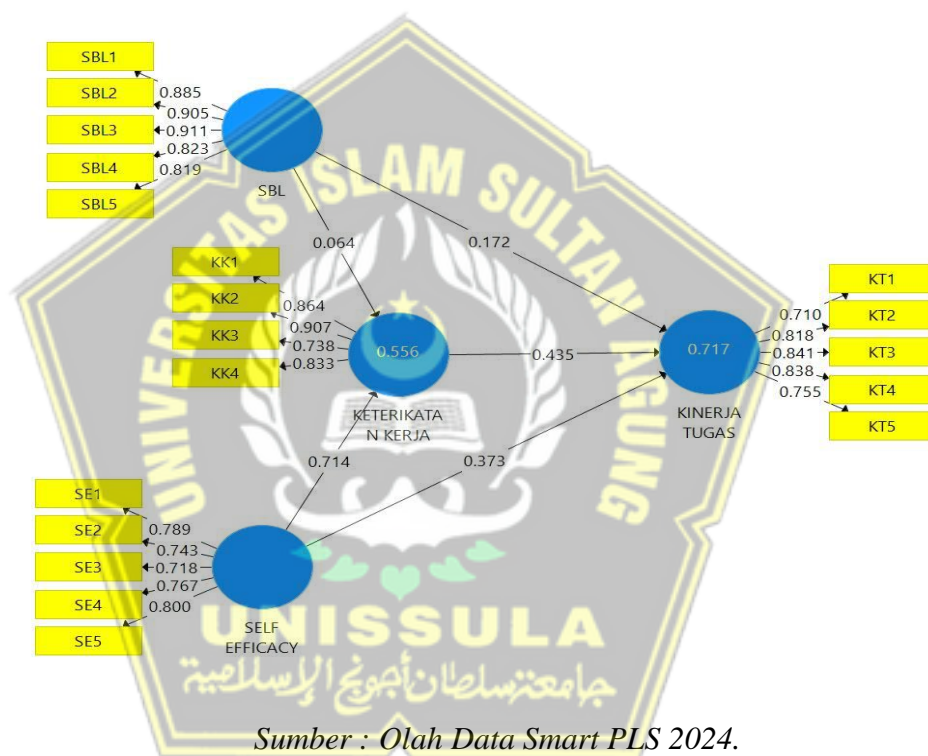 SBL1
SBL2
SBL3
SBL4
SBL5
0.885
0.905
0.911
0.823
0.819
SBL
0.064
0.172
KK1
KK2
KK3
KK4
0.864
0.907
0.738
0.833
0.556
KETERIKATA
N KERJA
0.435
0.717
KINERJA
TUGAS
0.710
0.818
0.841
0.838
0.755
KT1
KT2
KT3
KT4
KT5
0.714
0.373
SE1
SE2
SE3
SE4
SE5
0.789
0.743
0.718
0.767
0.800
SELF
EFFICACY
UNIVERSITAS ISLAM SULTAN AGUNG
UNISSULA
جامعتسلطان أجونج الإسلامية
Sumber : Olah Data Smart PLS 2024.